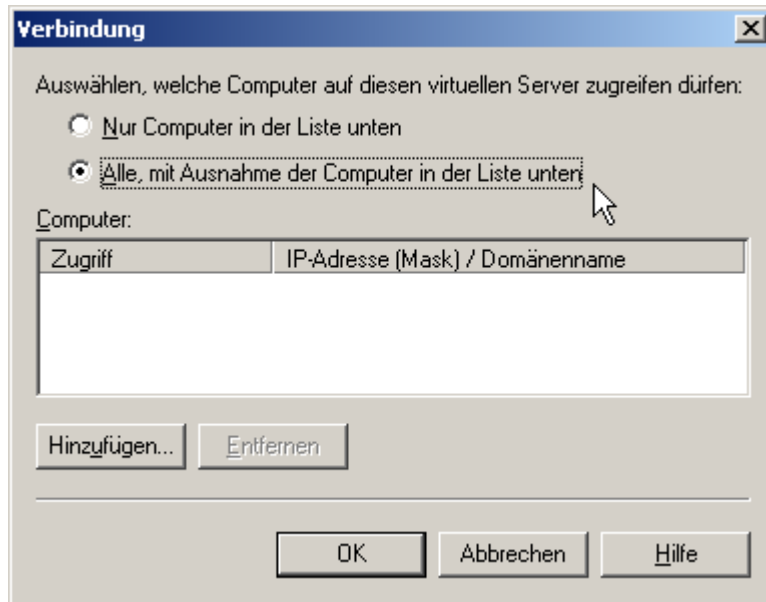 Verbindung
Auswählen, welche Computer auf diesen virtuellen Server zugreifen dürfen:
Nur Computer in der Liste unten
Alle, mit Ausnahme der Computer in der Liste unten
Computer:
Zugriff IP-Adresse (Mask) / Domänenname
Hinzufügen... Entfernen
OK Abbrechen Hilfe